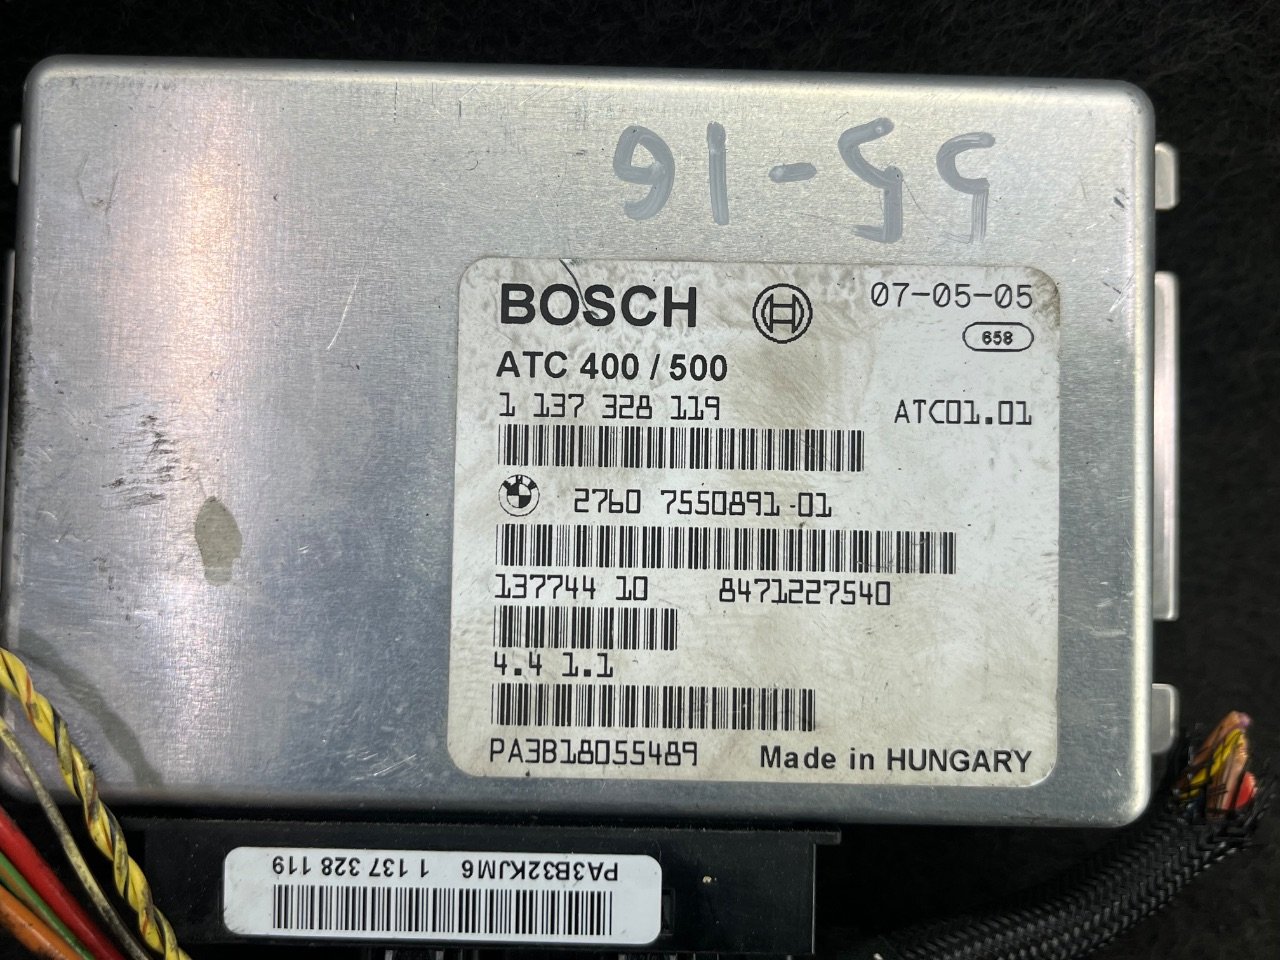 91-55
BOSCH
07-05-05
658
ATC 400 / 500
1 137 328 119
ATC01.01
2760 7550891-01
137744 10 8471227540
4.4 1.1
PA3B18055489
Made in HUNGARY
PA3B32KJM6 1 137 328 119